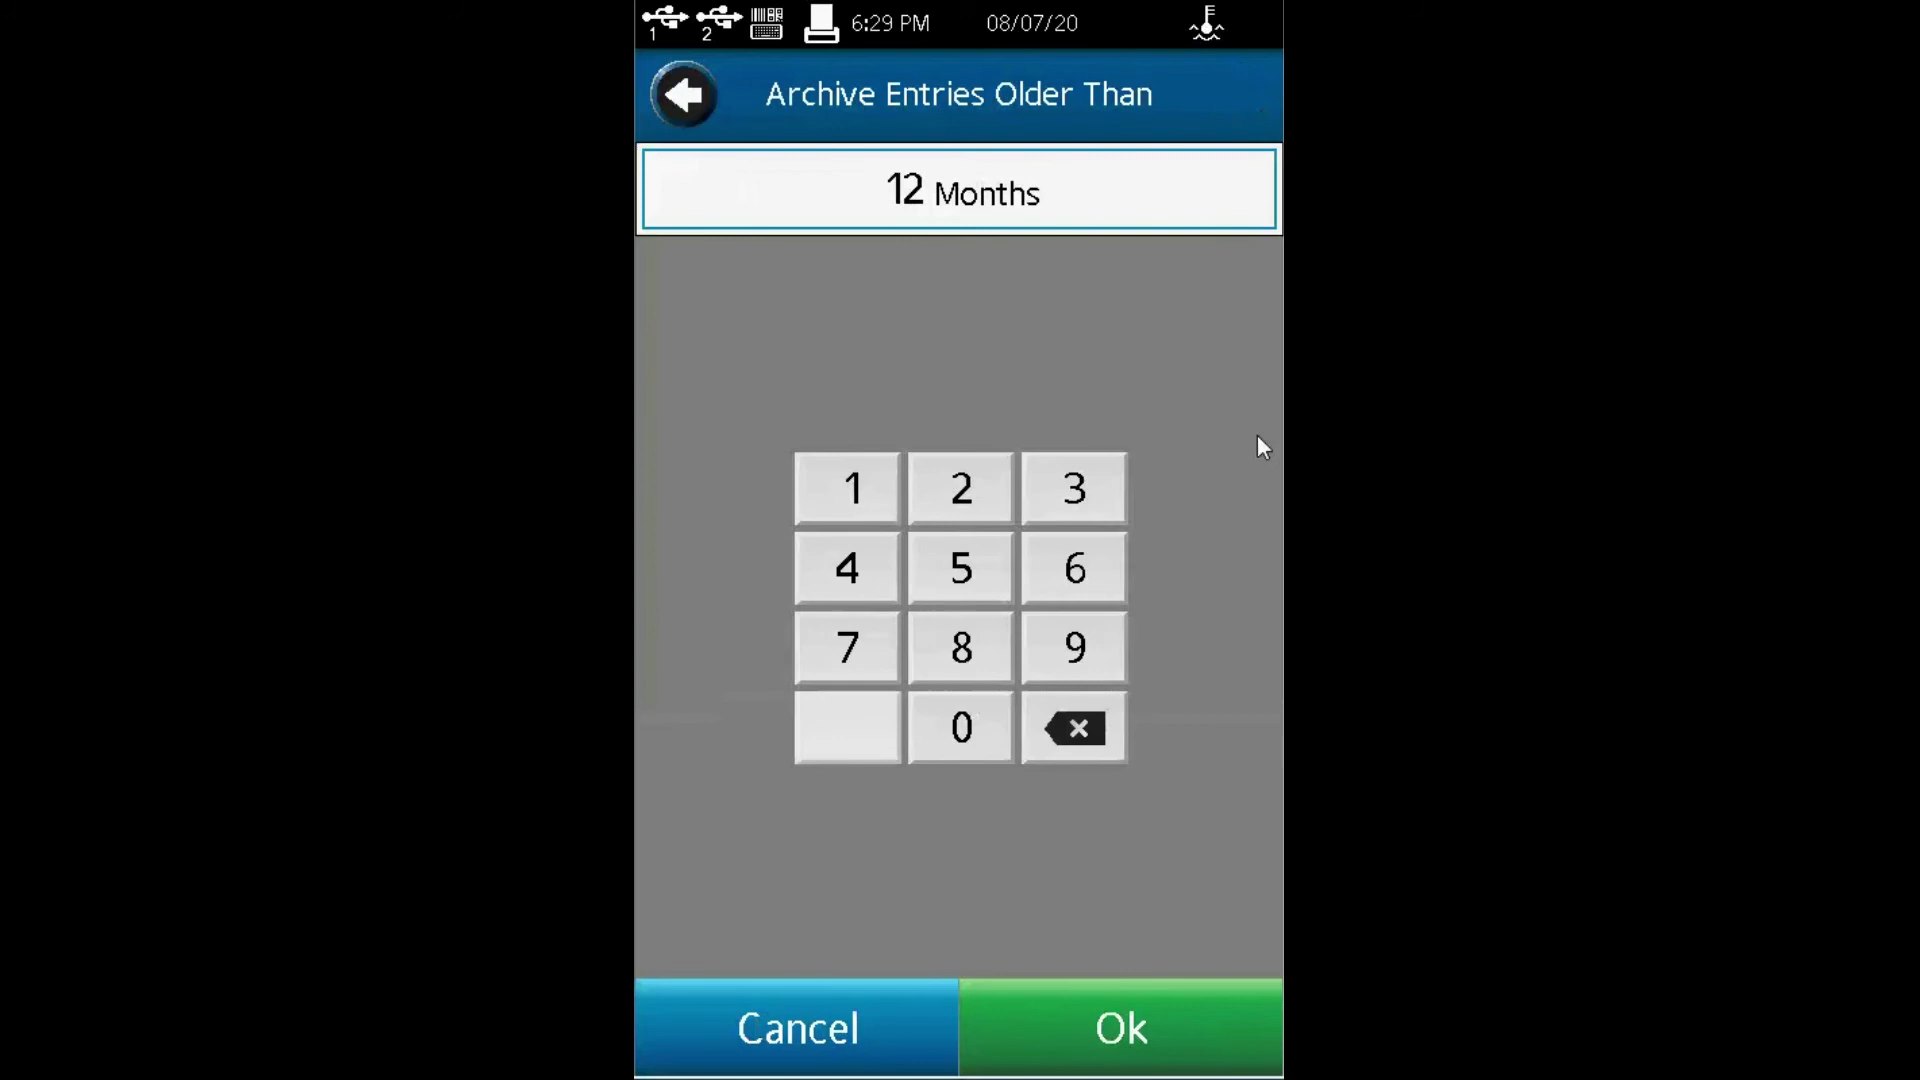 1 2 6:29 PM 08/07/20
Archive Entries Older Than
12 Months
1 2 3
4 5 6
7 8 9
0
Cancel Ok